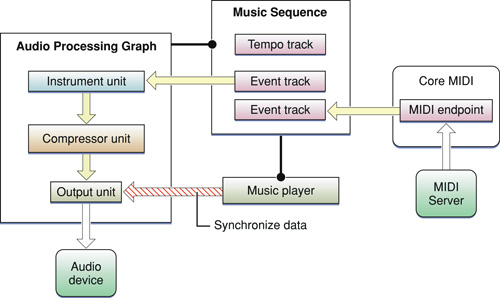 Music Sequence
Audio Processing Graph
Tempo track
Instrument unit
Event track
Event track
Core MIDI
MIDI endpoint
Compressor unit
Output unit
Music player
MIDI
Server
Synchronize data
Audio
device